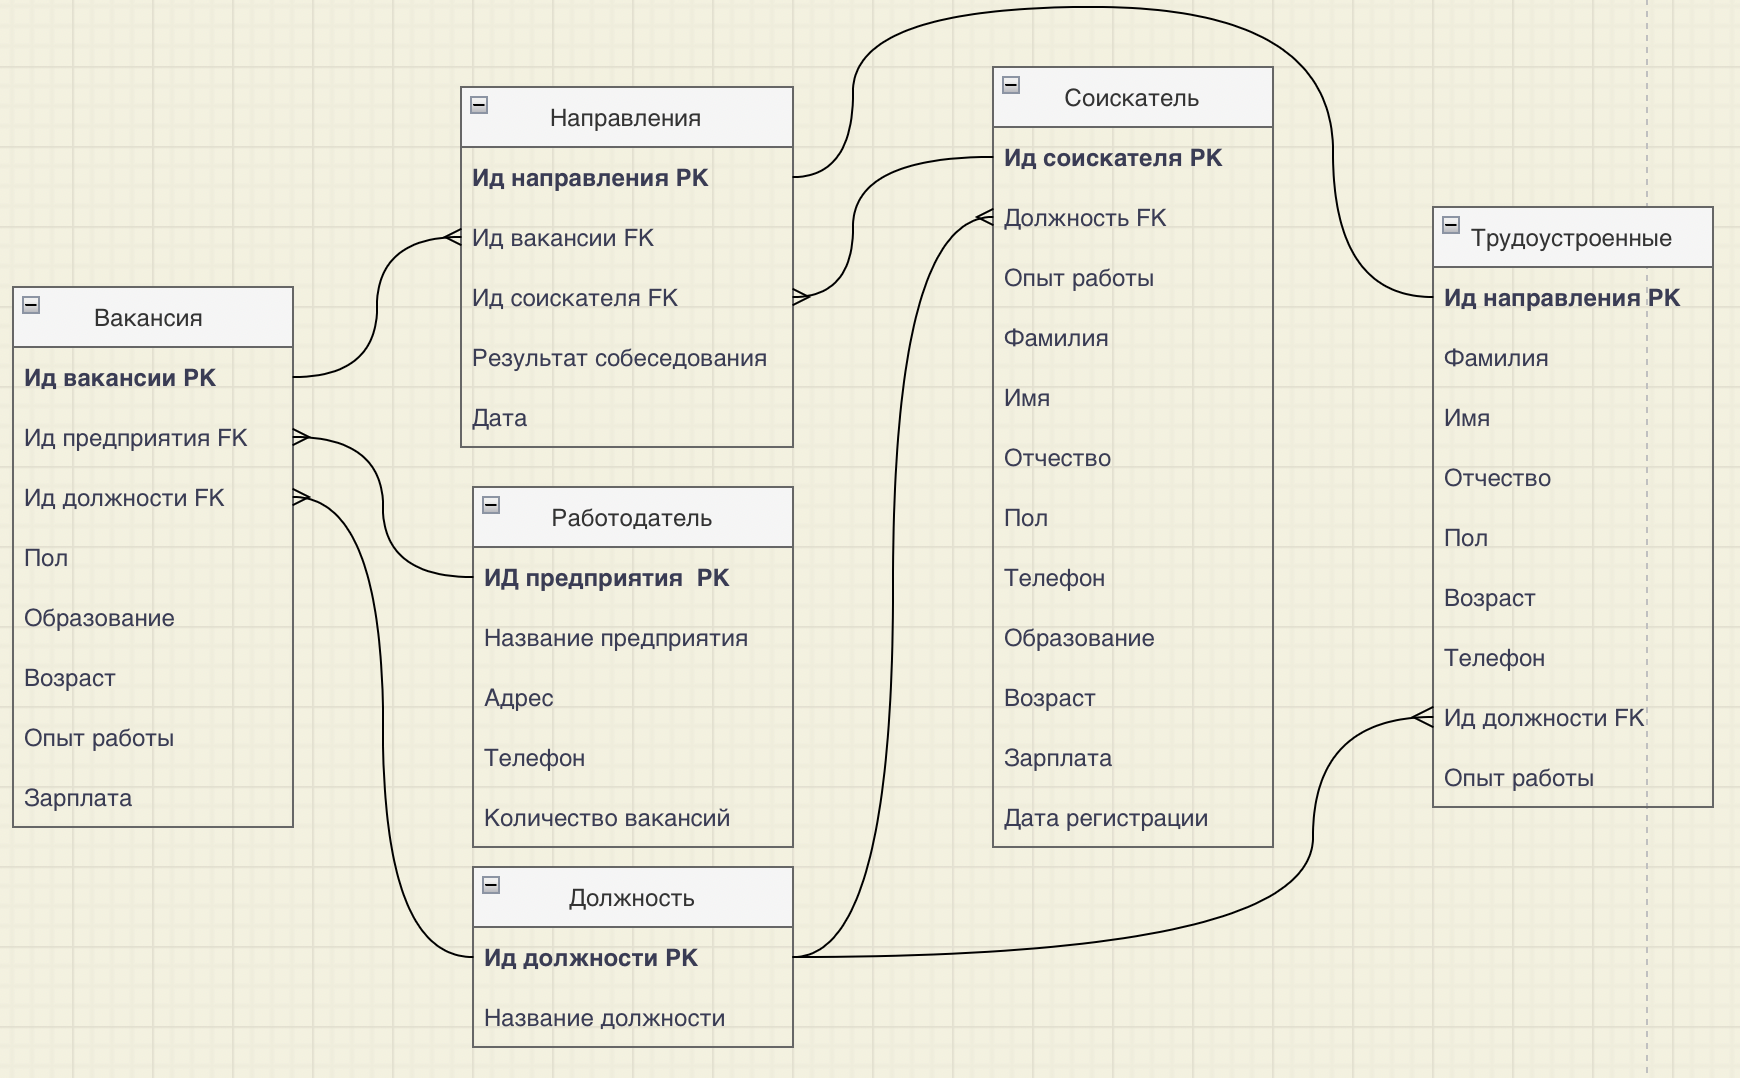 Вакансия
Ид вакансии PK
Ид предприятия FK
Ид должности FK
Пол
Образование
Возраст
Опыт работы
Зарплата
Направления
Ид направления PK
Ид вакансии FK
Ид соискателя FK
Результат собеседования
Дата
Работодатель
ИД предприятия  PK
Название предприятия
Адрес
Телефон
Количество вакансий
Должность
Ид должности PK
Название должности
Соискатель
Ид соискателя PK
Должность FK
Опыт работы
Фамилия
Имя
Отчество
Пол
Телефон
Образование
Возраст
Зарплата
Дата регистрации
Трудоустроенные
Ид направления PK
Фамилия
Имя
Отчество
Пол
Возраст
Телефон
Ид должности FK
Опыт работы